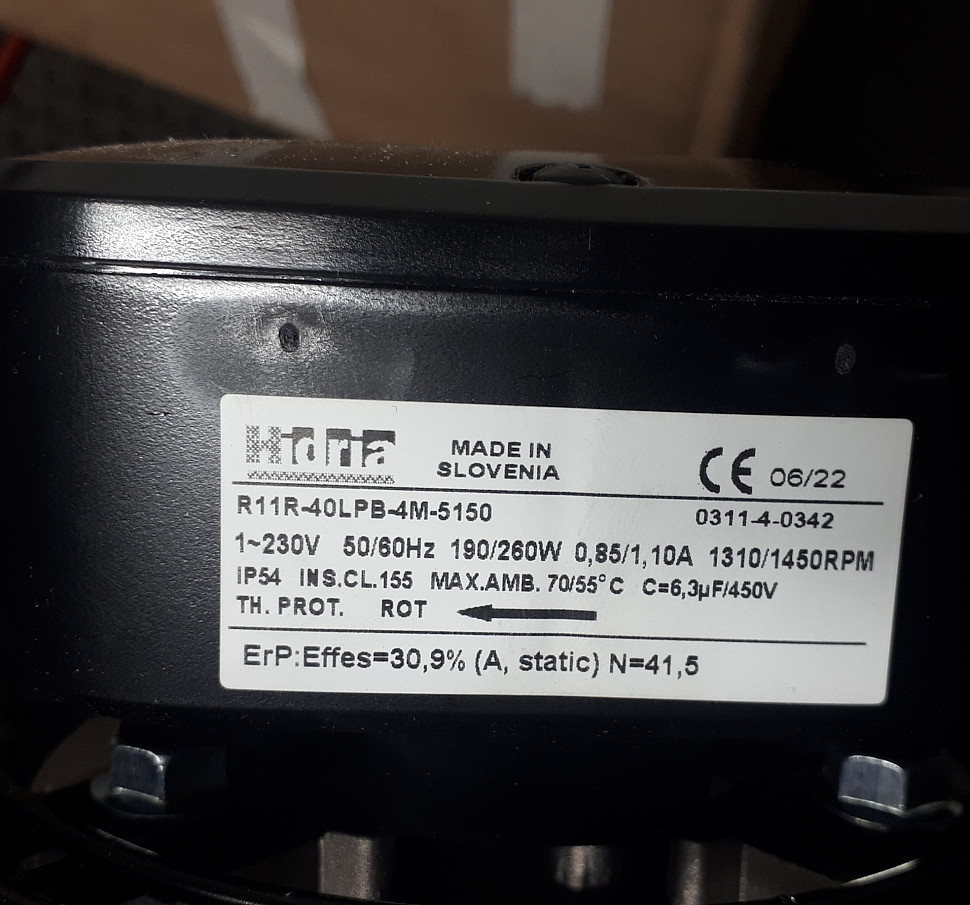 Hidria
MADE IN
SLOVENIA
CE 06/22
R11R-40LPB-4M-5150
0311-4-0342
1~230V 50/60Hz 190/260W 0,85/1,10A 1310/1450RPM
IP54 INS.CL.155 MAX.AMB. 70/55°C C=6,3µF/450V
TH. PROT. ROT
ErP:Effes=30,9% (A, static) N=41,5